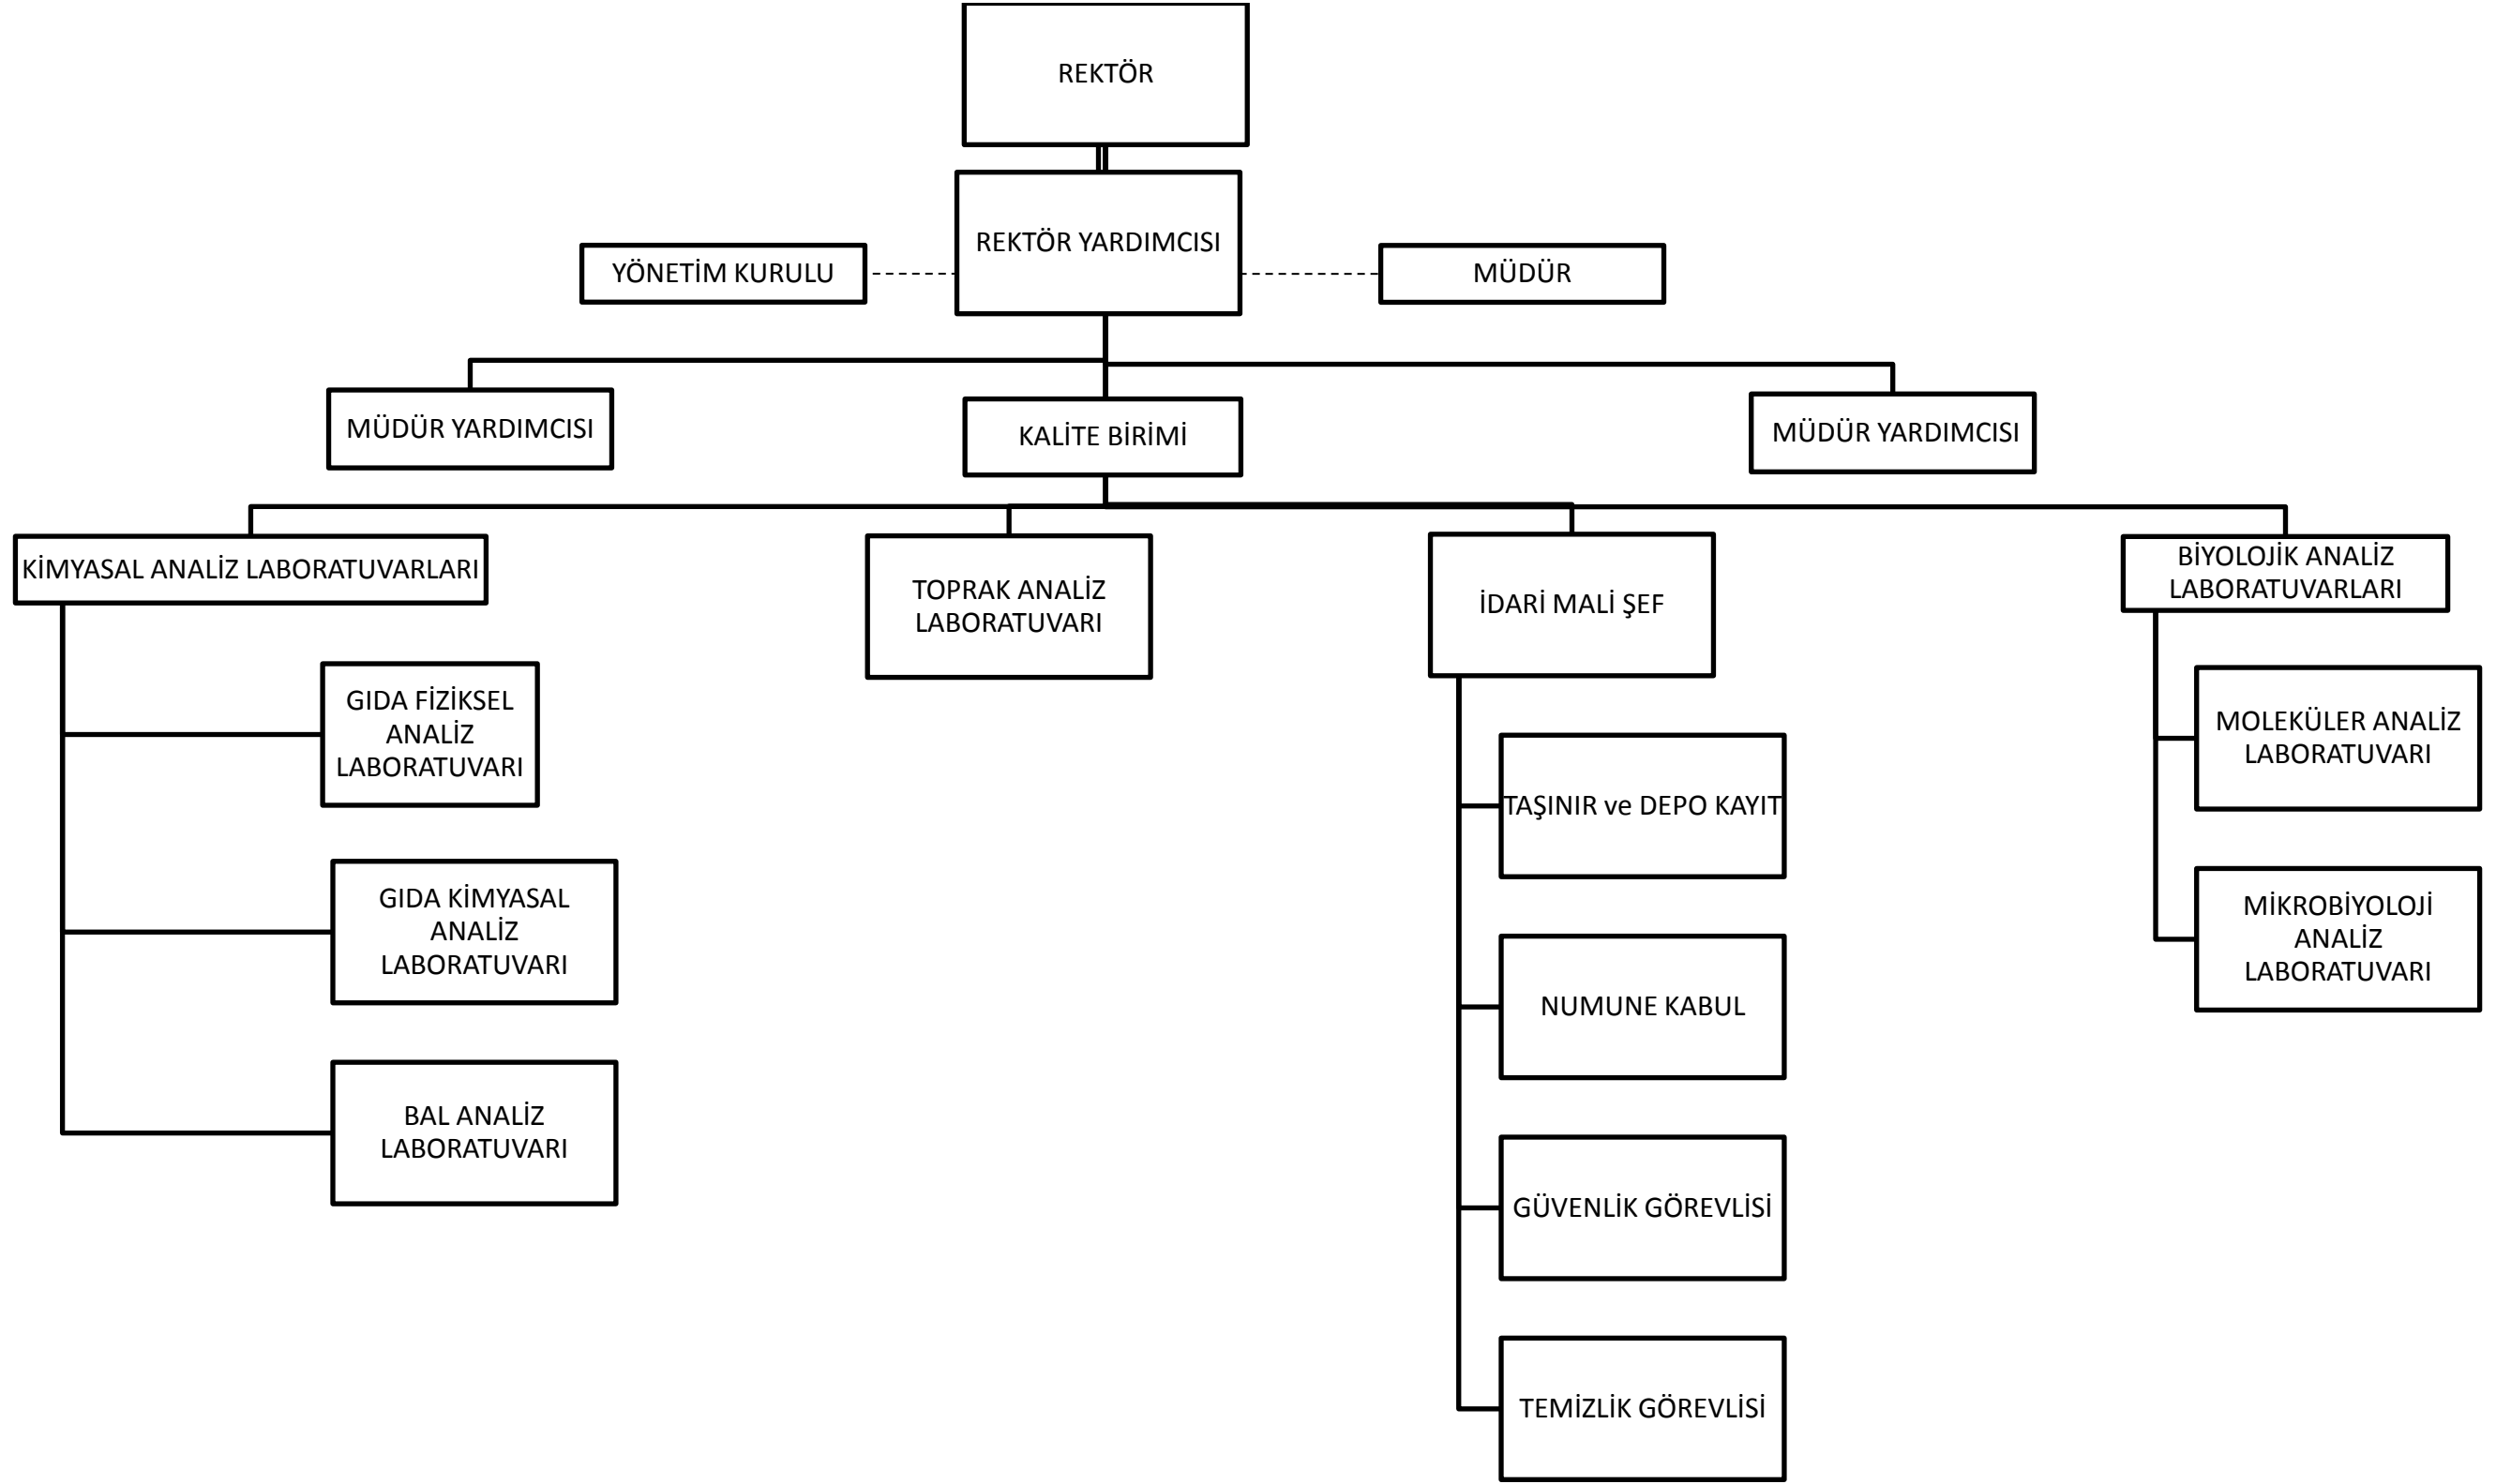 REKTÖR
REKTÖR YARDIMCISI
YÖNETİM KURULU
MÜDÜR
MÜDÜR YARDIMCISI
KALİTE BİRİMİ
MÜDÜR YARDIMCISI
KİMYASAL ANALİZ LABORATUVARLARI
TOPRAK ANALİZ
LABORATUVARI
İDARİ MALİ ŞEF
BİYOLOJİK ANALİZ
LABORATUVARLARI
GIDA FİZİKSEL
ANALİZ
LABORATUVARI
GIDA KİMYASAL
ANALİZ
LABORATUVARI
BAL ANALİZ
LABORATUVARI
TAŞINIR ve DEPO KAYIT
NUMUNE KABUL
GÜVENLİK GÖREVLİSİ
TEMİZLİK GÖREVLİSİ
MOLEKÜLER ANALİZ
LABORATUVARI
MİKROBİYOLOJİ
ANALİZ
LABORATUVARI